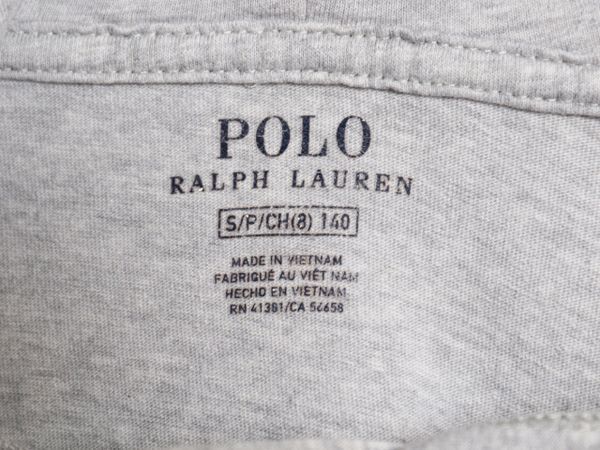 POLO
RALPH LAUREN
S/P/CH(8) 140
MADE IN VIETNAM
FABRIQUÉ AU VIÊT NAM
HECHO EN VIETNAM
RN 41381/CA 56658